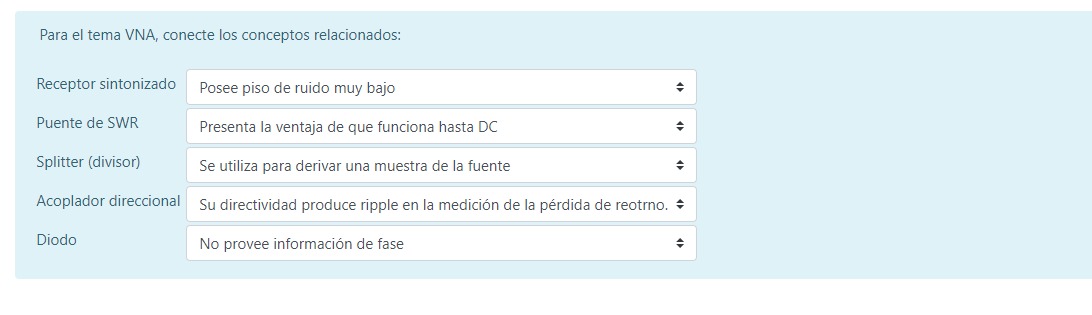 Para el tema VNA, conecte los conceptos relacionados:
Receptor sintonizado Posee piso de ruido muy bajo
Puente de SWR Presenta la ventaja de que funciona hasta DC
Splitter (divisor) Se utiliza para derivar una muestra de la fuente
Acoplador direccional Su directividad produce ripple en la medición de la pérdida de reotrno.
Diodo No provee información de fase